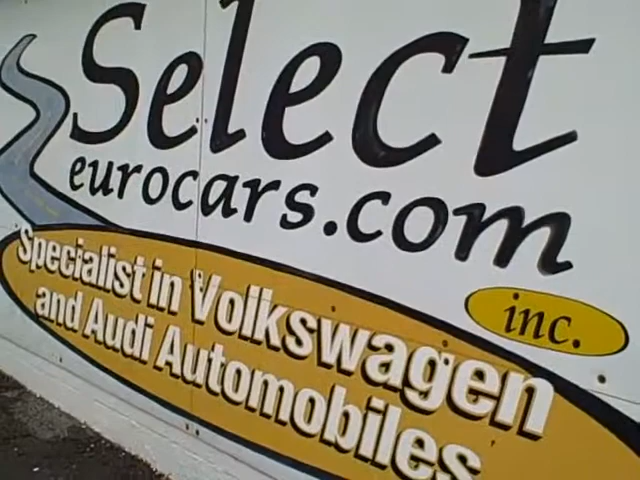 Select
eurocars.com
inc.
Specialist in Volkswagen
and Audi Automobiles